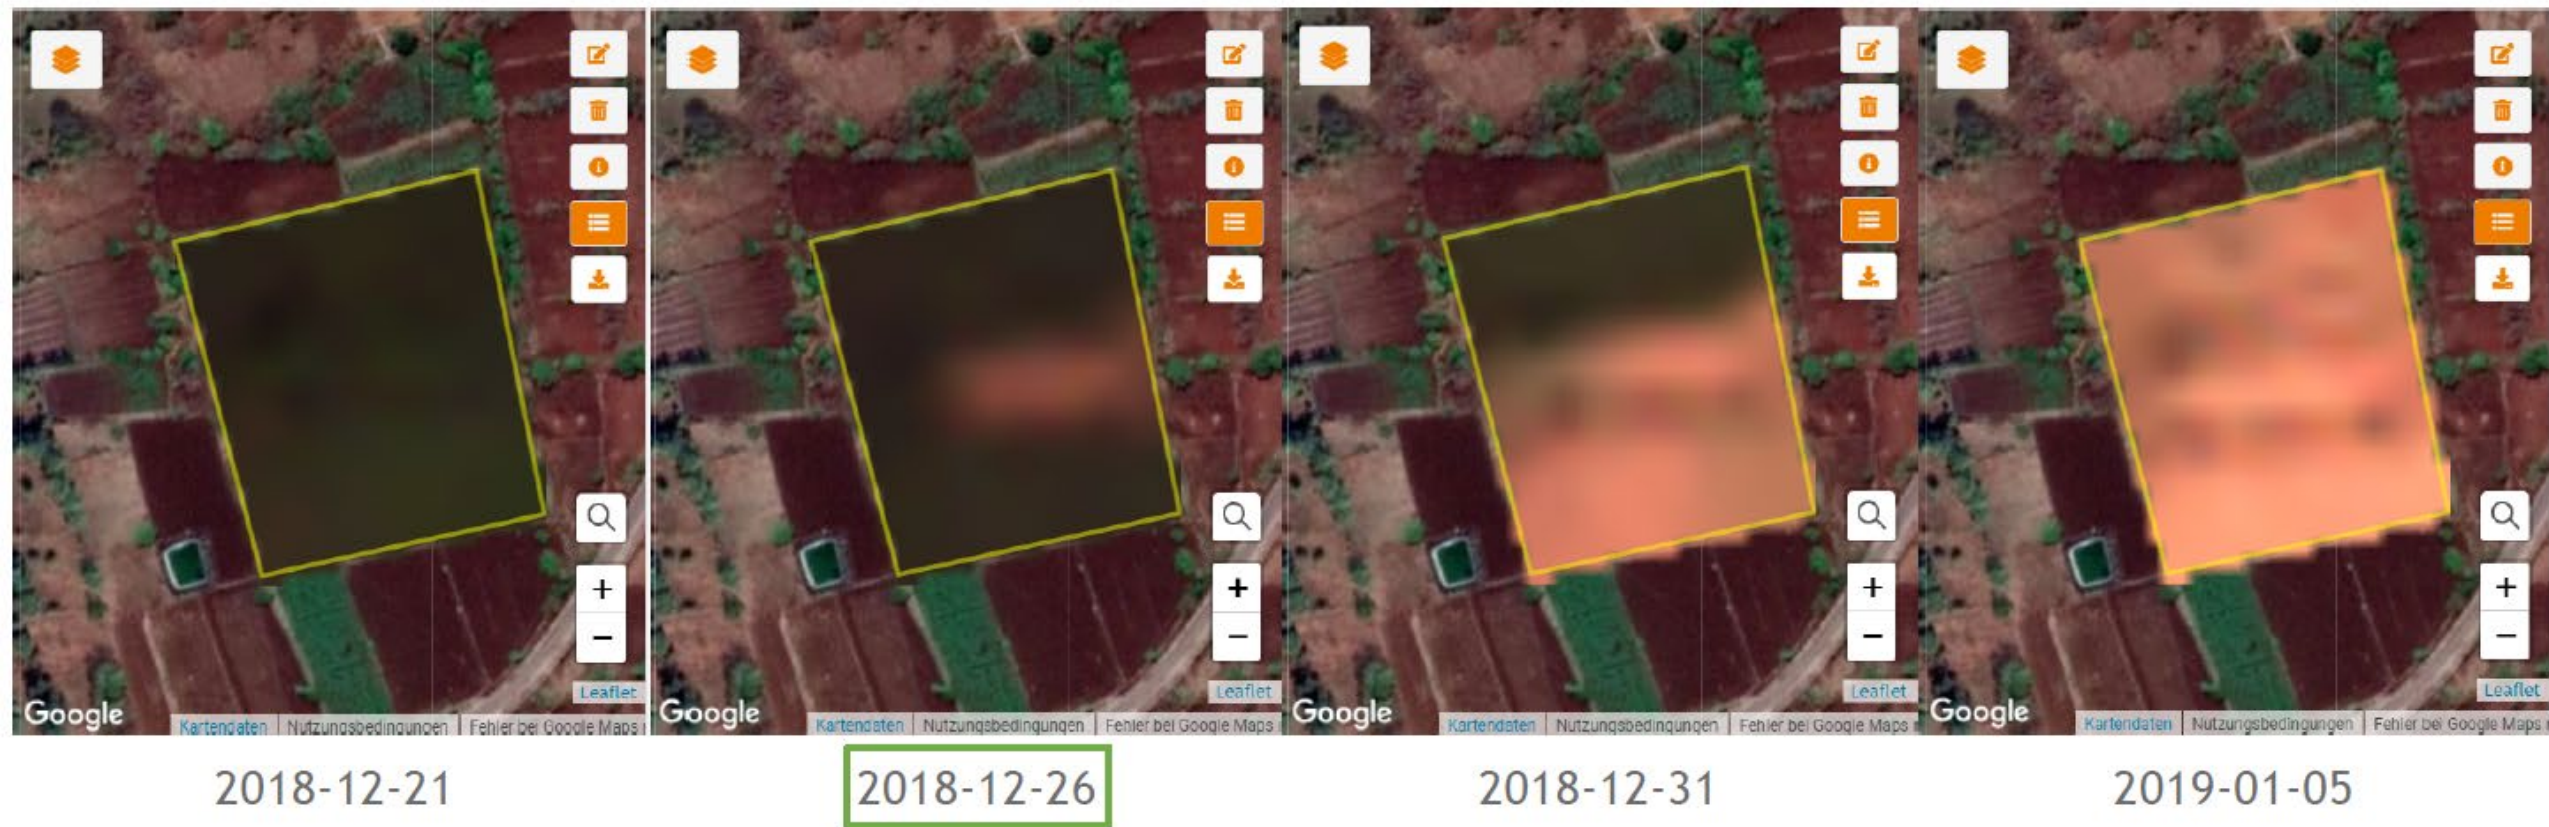 +
−
Leaflet
Google
Kartendaten
Nutzungsbedingungen
Fehler bei Google Maps
+
−
Leaflet
Google
Kartendaten
Nutzungsbedingungen
Fehler bei Google Maps
+
−
Leaflet
Google
Kartendaten
Nutzungsbedingungen
Fehler bei Google Maps
+
−
Leaflet
Google
Kartendaten
Nutzungsbedingungen
Fehler bei Google Maps
2018-12-21
2018-12-26
2018-12-31
2019-01-05